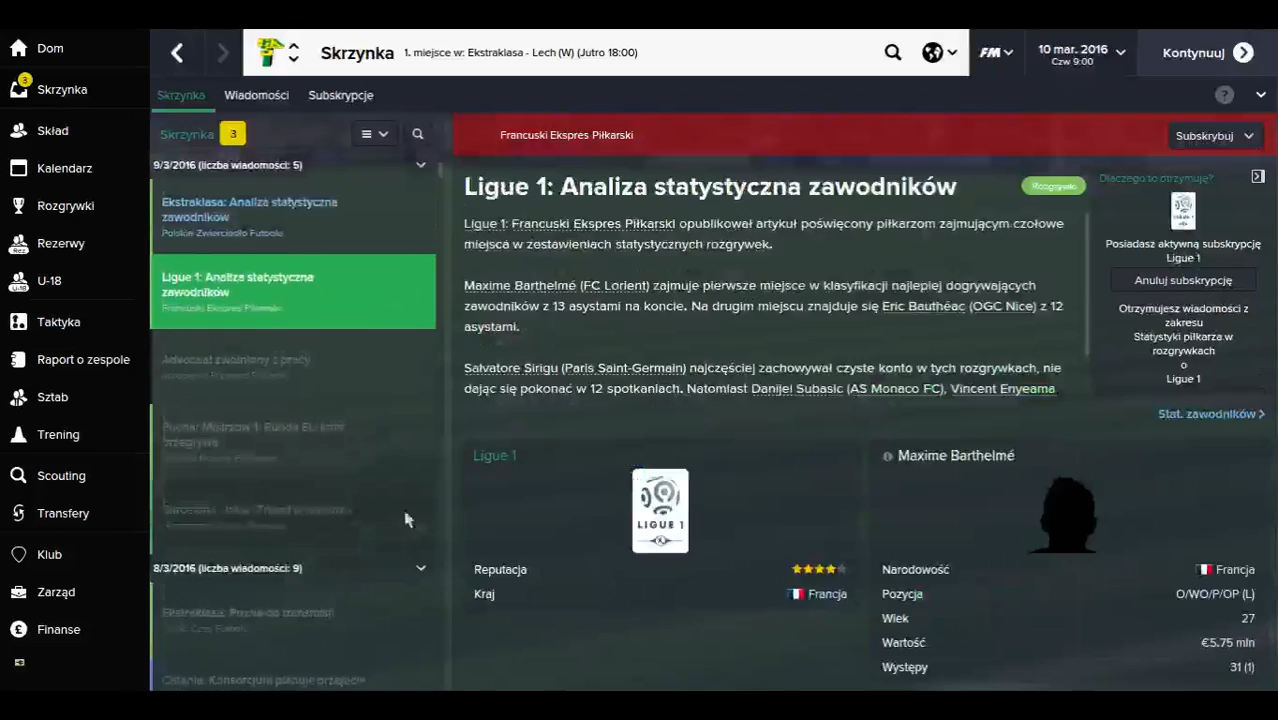 Dom
3
Skrzynka
Skład
Kalendarz
Rozgrywki
Rezerwy
U-18
Taktyka
Raport o zespole
Sztab
Trening
Scouting
Transfery
Klub
Zarząd
Finanse
Skrzynka
1. miejsce w: Ekstraklasa - Lech (W) (Jutro 18:00)
FM
10 mar. 2016
Czw 9:00
Kontynuuj
Skrzynka Wiadomości Subskrypcje
Skrzynka 3
9/3/2016 (liczba wiadomości: 5)
Ekstraklasa: Analiza statystyczna
zawodników
Polskie Zwierciadło Futbolu
Ligue 1: Analiza statystyczna
zawodników
Francuski Ekspres Piłkarski
Adwocaat zwolniony z pracy
8/3/2016 (liczba wiadomości: 9)
Francuski Ekspres Piłkarski
Subskrybuj
Ligue 1: Analiza statystyczna zawodników
Rozgrywki
Ligue 1: Francuski Ekspres Piłkarski opublikował artykuł poświęcony piłkarzom zajmującym czołowe
miejsca w zestawieniach statystycznych rozgrywek.
Maxime Barthelmé (FC Lorient) zajmuje pierwsze miejsce w klasyfikacji najlepiej dogrywających
zawodników z 13 asystami na koncie. Na drugim miejscu znajduje się Eric Bauthéac (OGC Nice) z 12
asystami.
Salvatore Sirigu (Paris Saint-Germain) najczęściej zachowywał czyste konto w tych rozgrywkach, nie
dając się pokonać w 12 spotkaniach. Natomiast Danijel Subasic (AS Monaco FC), Vincent Enyeama
Dlaczego to otrzymuję?
Posiadasz aktywną subskrypcję
Ligue 1
Anuluj subskrypcję
Otrzymujesz wiadomości z
zakresu
Statystyki piłkarza w
rozgrywkach
o
Ligue 1
Stat. zawodników
Ligue 1
LIGUE 1
Reputacja
Kraj Francja
Maxime Barthelmé
Narodowość Francja
Pozycja O/WO/P/OP (L)
Wiek 27
Wartość €5.75 mln
Występy 31 (1)